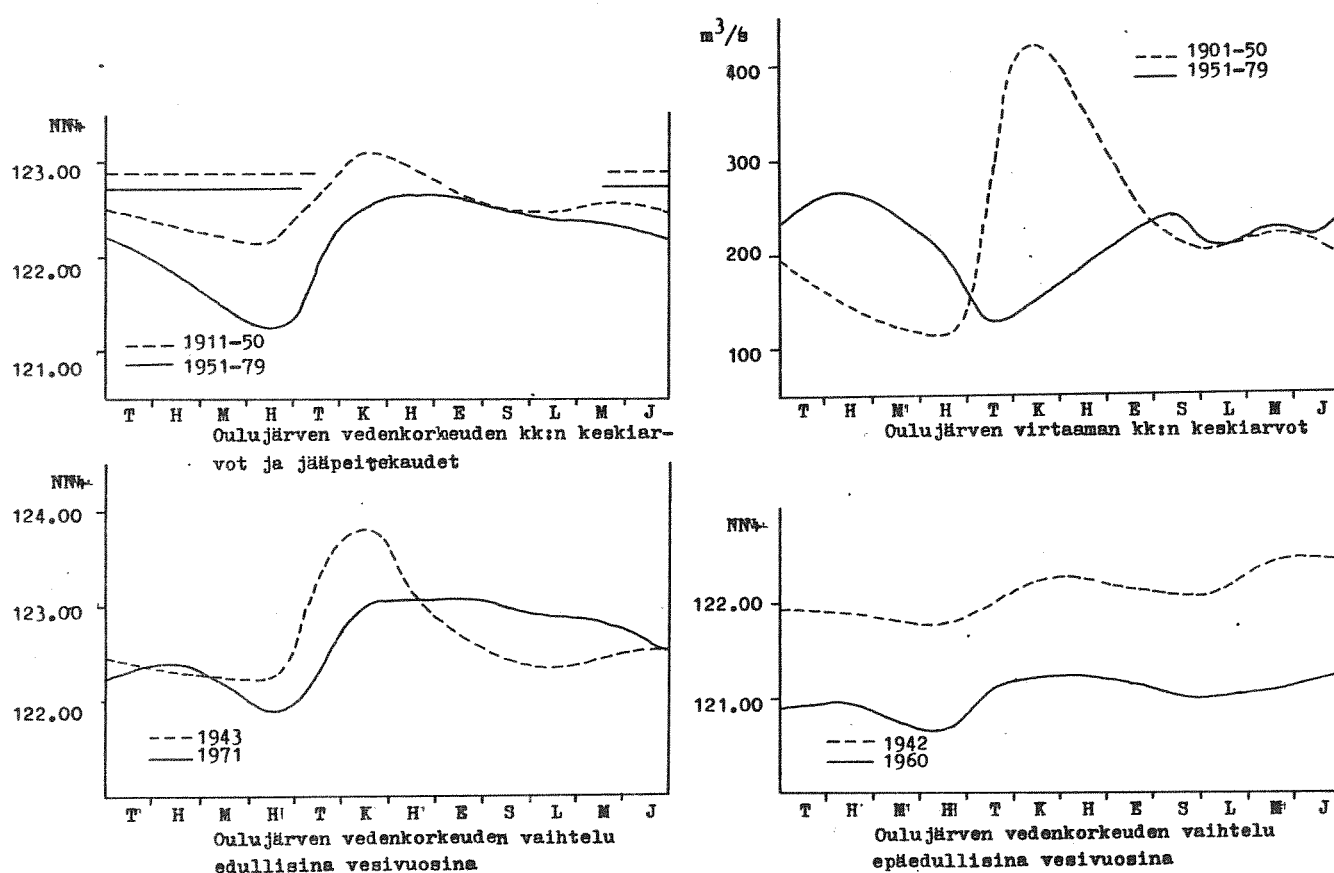 NN+
123.00
122.00
121.00
1911-50
1951-79
T H M H T K H E S L M J
Oulujärven vedenkorkeuden kk:n keskiar-
vot ja jääpeitekaudet
m³/s
400
300
200
100
1901-50
1951-79
T H M H T K H E S L M J
Oulujärven virtaaman kk:n keskiarvot
NN+
124.00
123.00
122.00
1943
1971
T H M H T K H E S L M J
Oulujärven vedenkorkeuden vaihtelu
edullisina vesivuosina
NN+
122.00
121.00
1942
1960
T H M H T K H E S L M J
Oulujärven vedenkorkeuden vaihtelu
epäedullisina vesivuosina